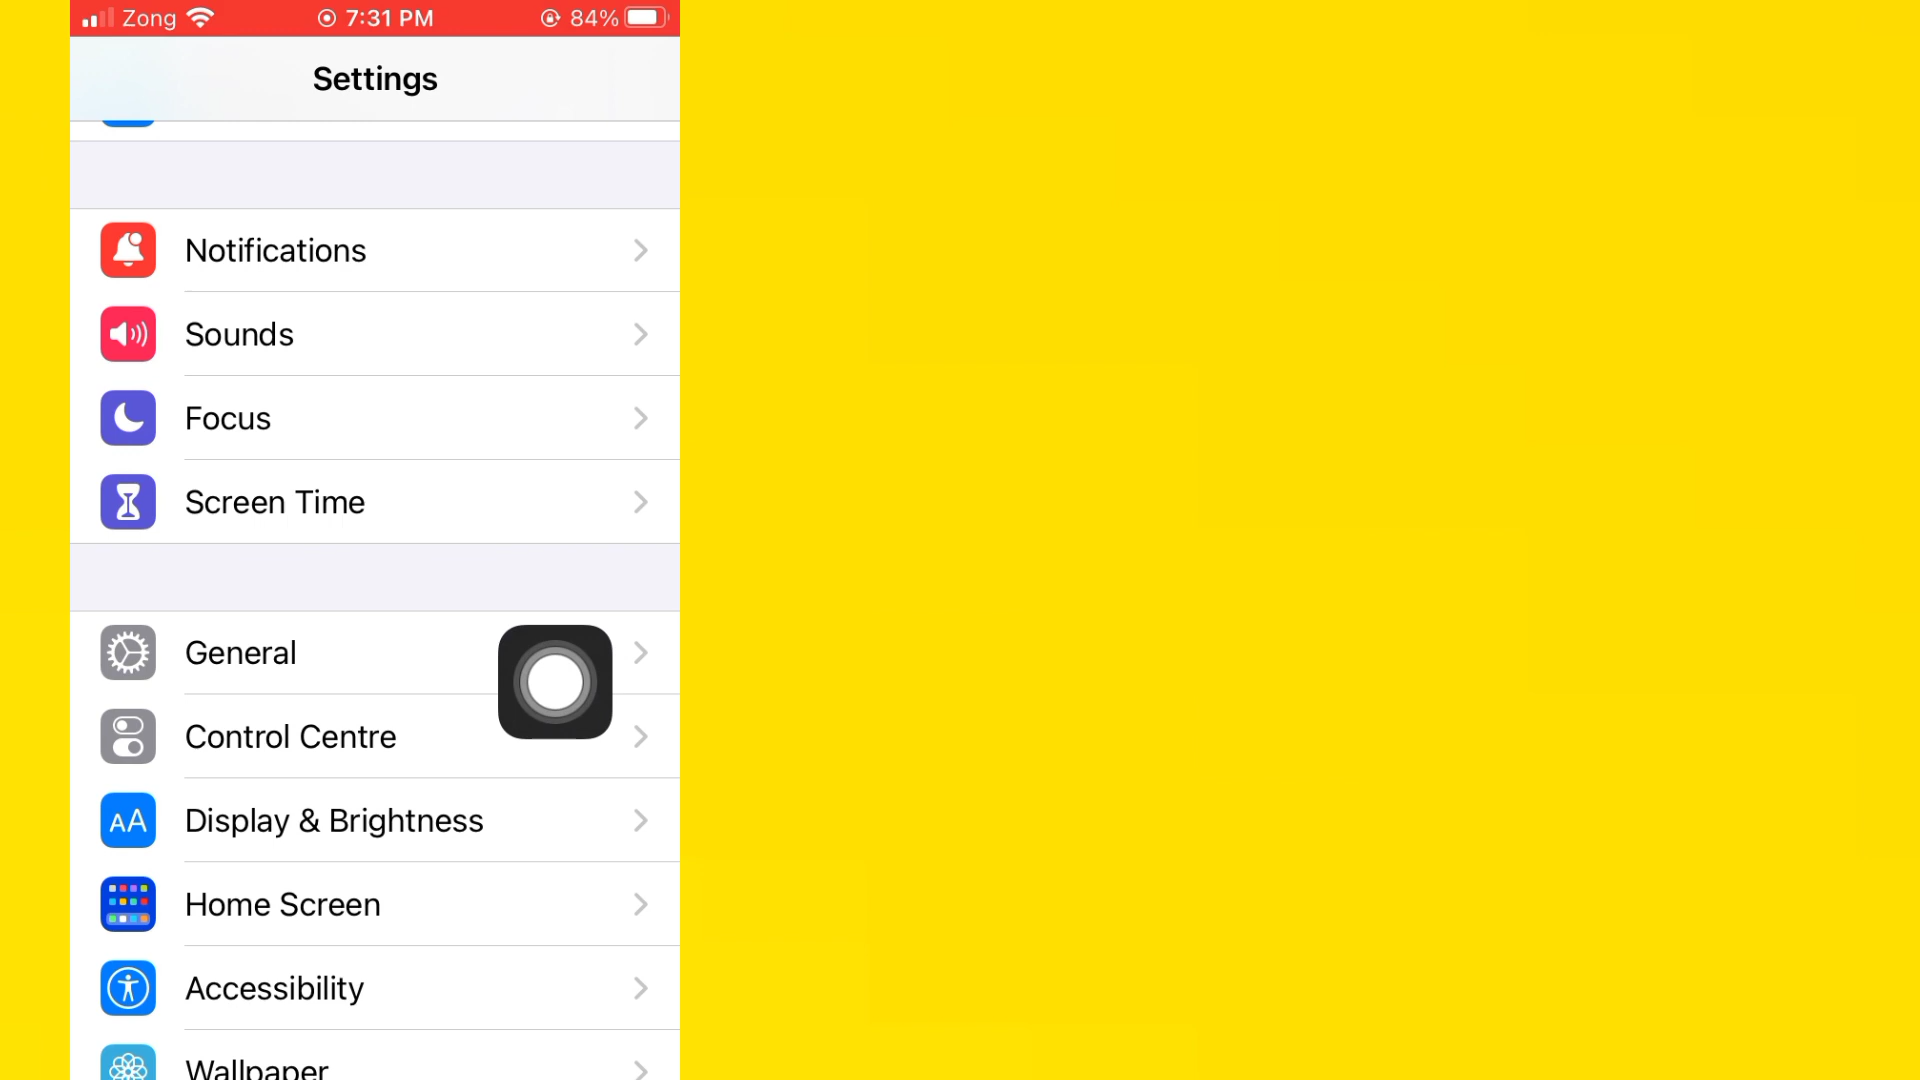 Zong 7:31 PM 84%
Settings
Notifications
Sounds
Focus
Screen Time
General
Control Centre
AA Display & Brightness
Home Screen
Accessibility
Wallpaper